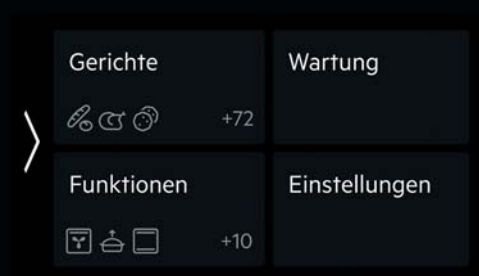 Gerichte
Wartung
+72
Funktionen
Einstellungen
+10